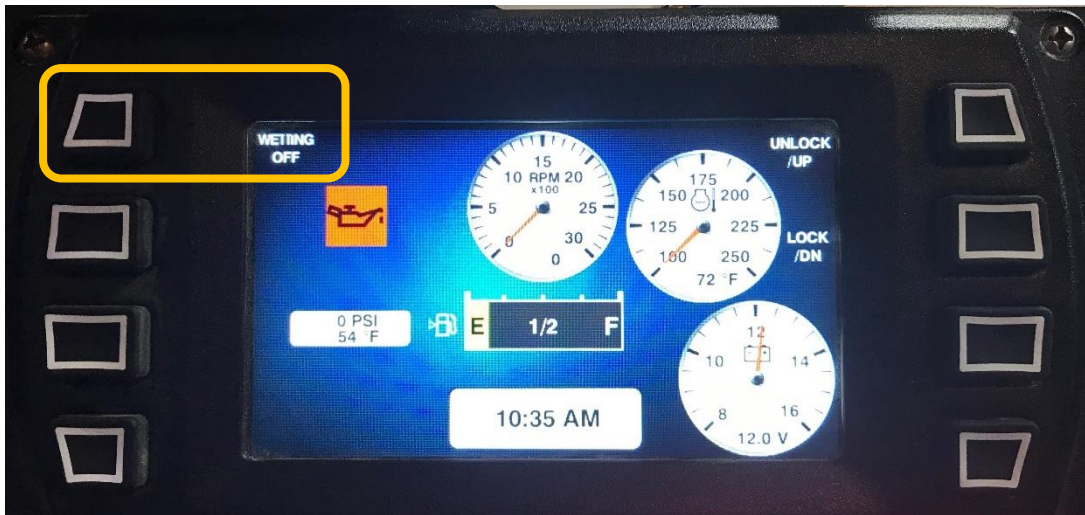 WETTING
OFF
15
10 RPM 20
x100
5 25
0 30
0
175
150 200
125 225
100 250
72 °F
UNLOCK
/UP
LOCK
/DN
0 PSI
54 °F
E 1/2 F
12
10 14
8 16
12.0 V
10:35 AM